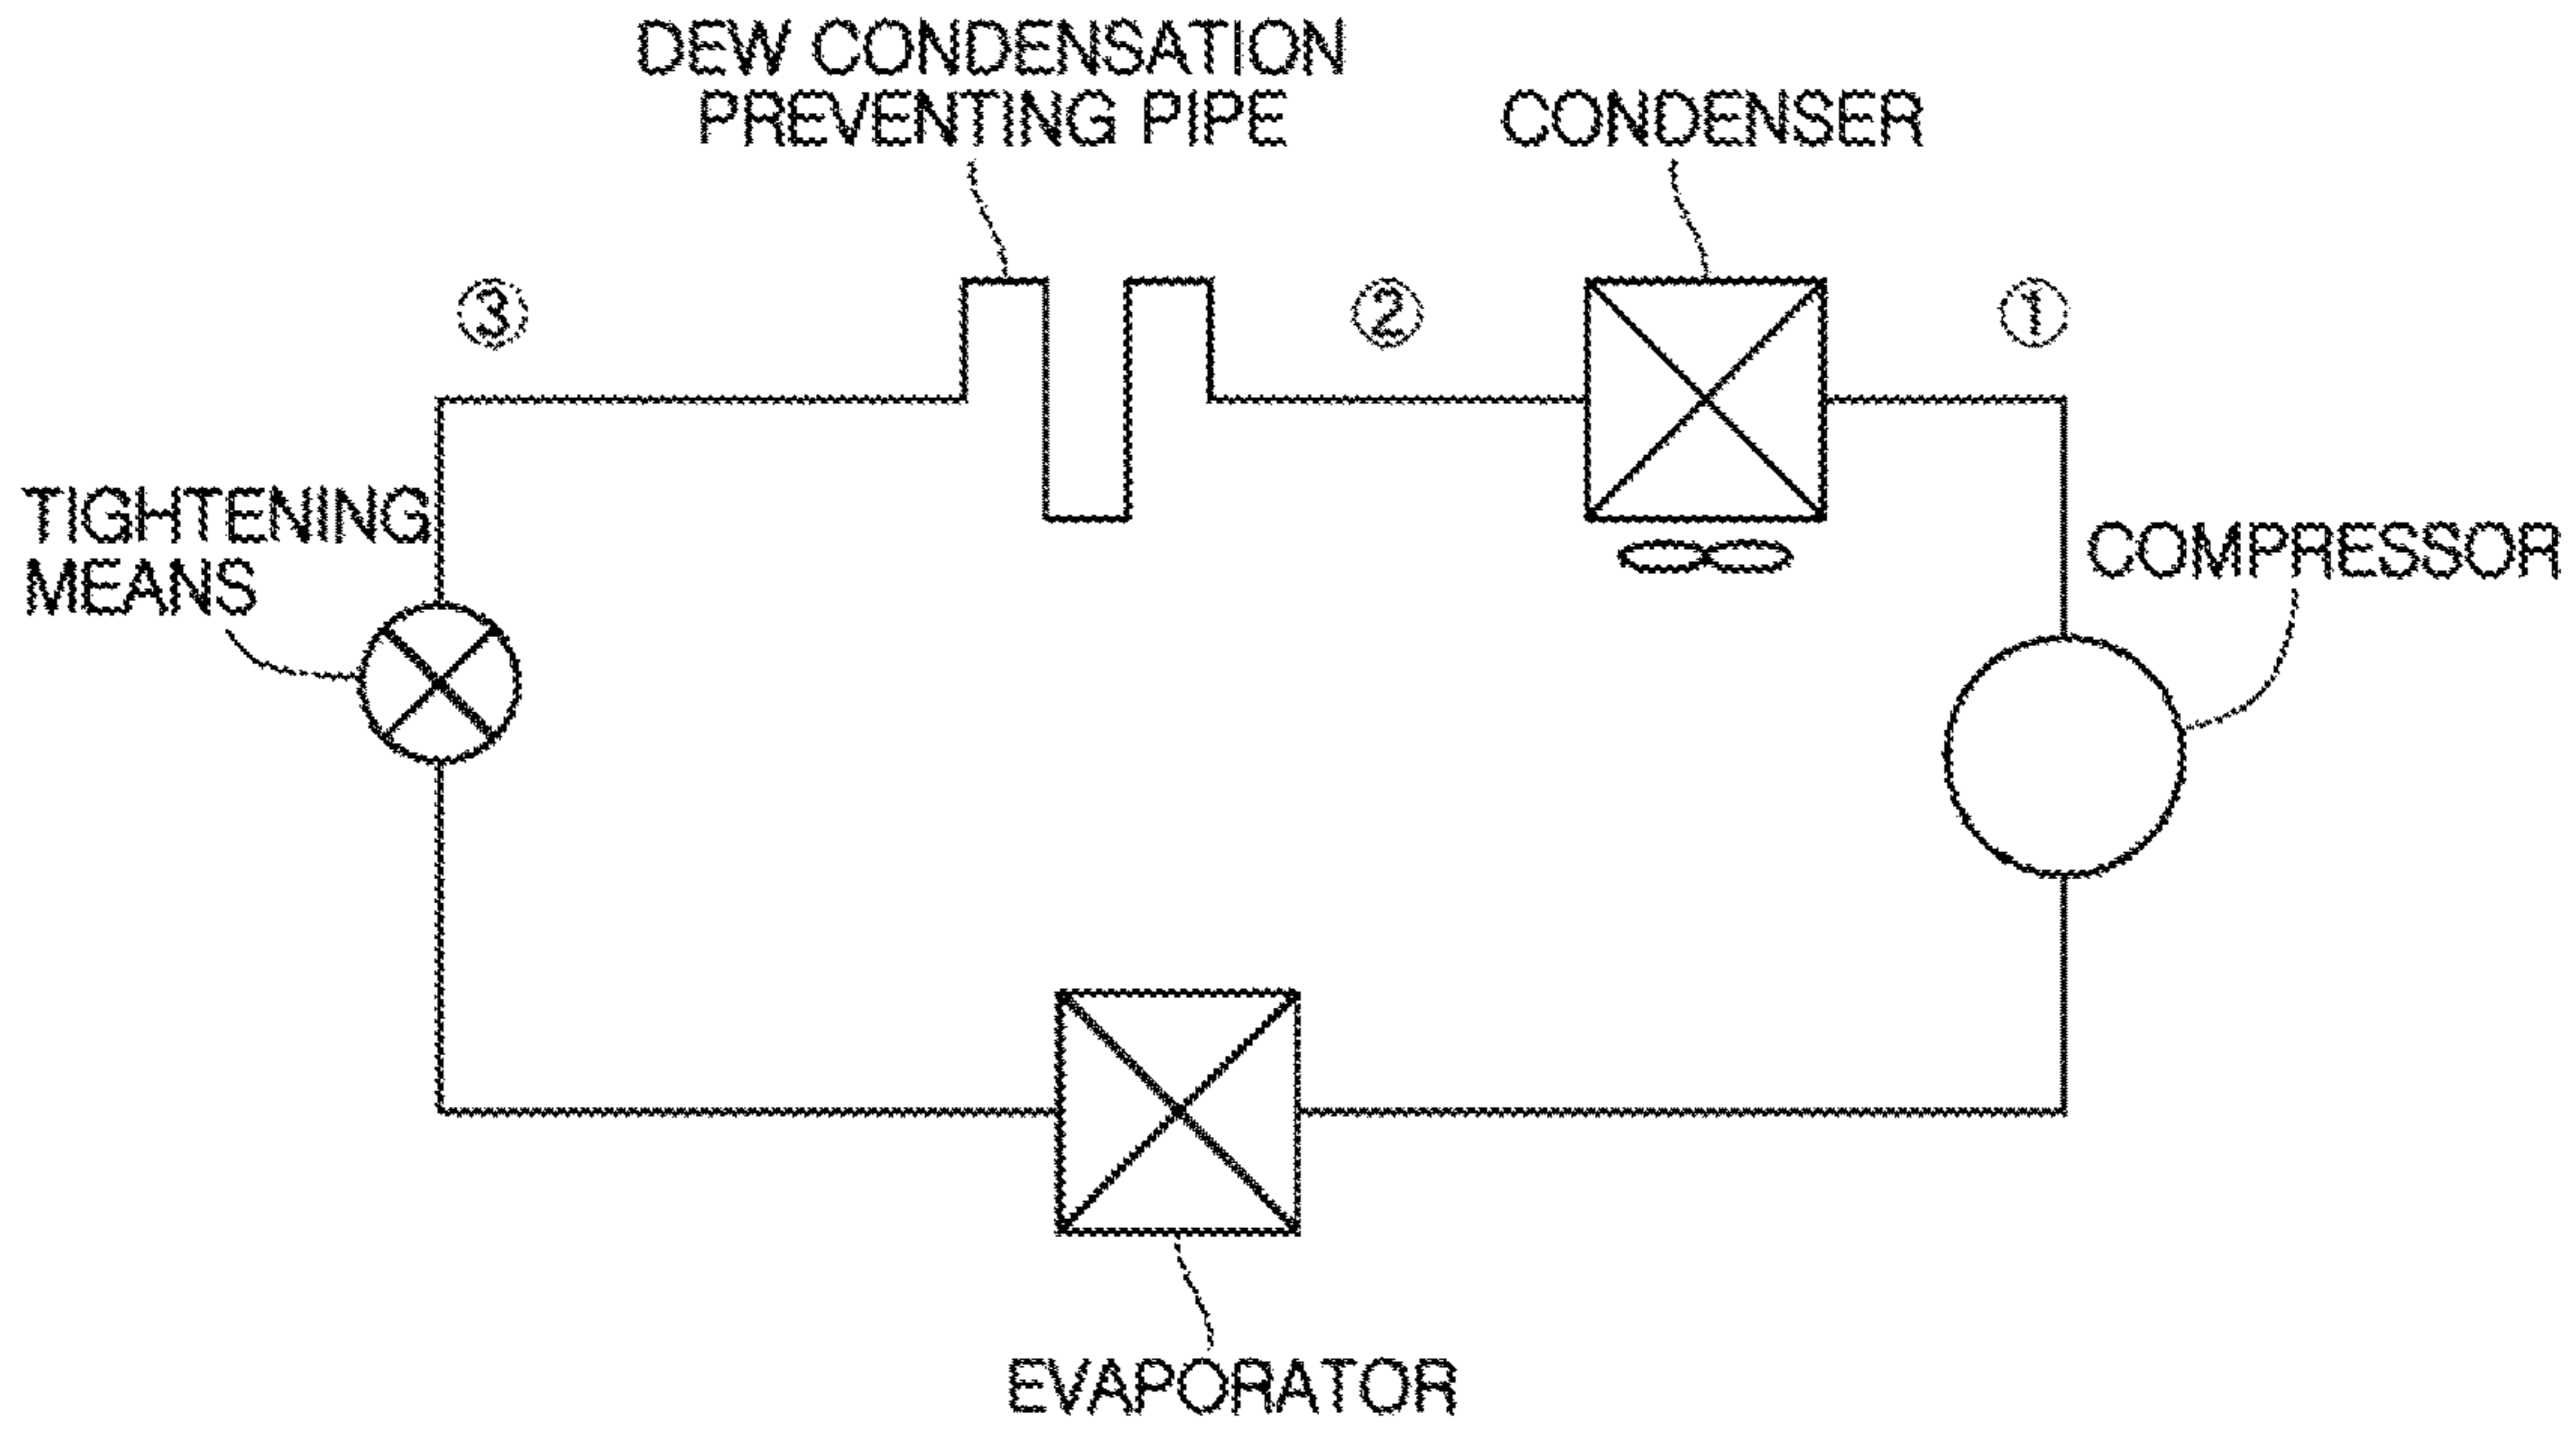 DEW CONDENSATION
PREVENTING PIPE
CONDENSER
③
②
①
TIGHTENING
MEANS
COMPRESSOR
EVAPORATOR